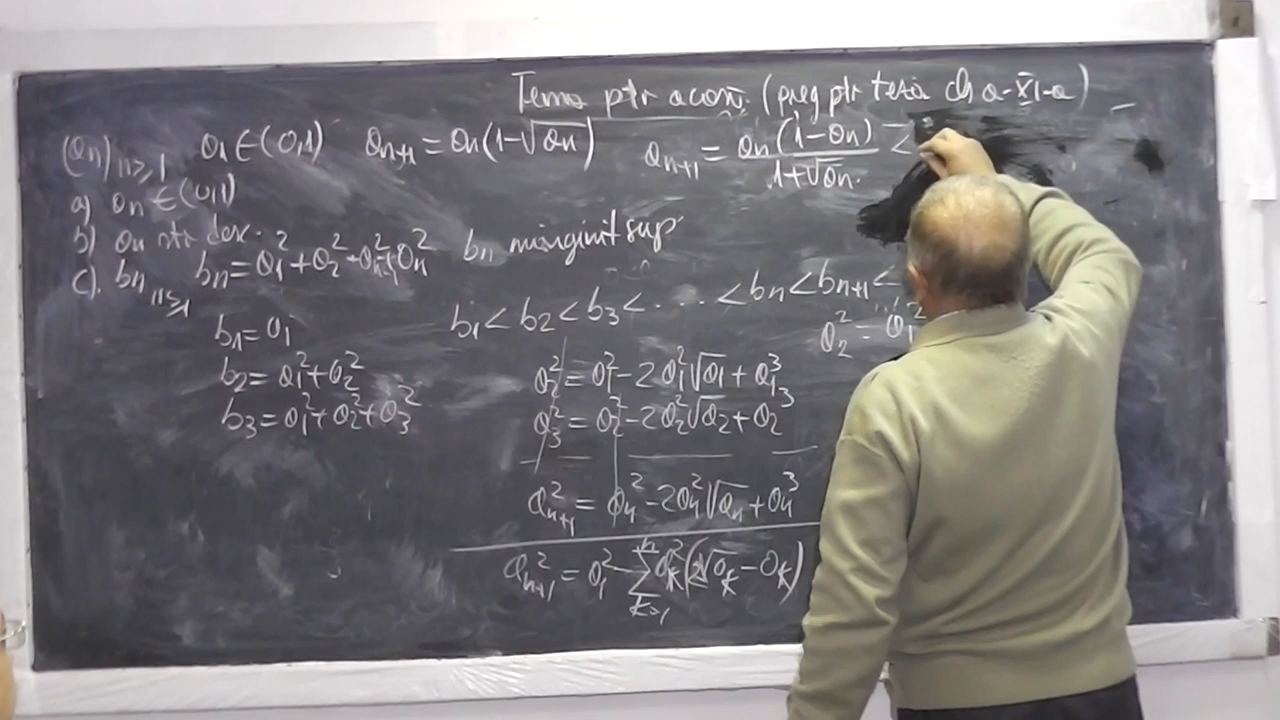 Tema ptr acasă (preg ptr teză cls a-XI-a)
(an) n≥1 a1∈(0,1) an+1 = an(1-√an) an+1 = an(1-an)/1+√an <
a) an∈(0,1)
b) an str desc.
c). bn n≥1 bn = a1²+a2²+...+an² bn mărginit sup
b1<b2<b3<....<bn<bn+1<...
a2² = a1²
b1=a1
b2=a1²+a2²
b3=a1²+a2²+a3²
a2² = a1²-2a1²√a1+a1³
a3² = a2²-2a2²√a2+a2³
an+1² = an²-2an²√an+an³
an+1² = a1² - Σ k=1 n ak²(2√ak-ak)